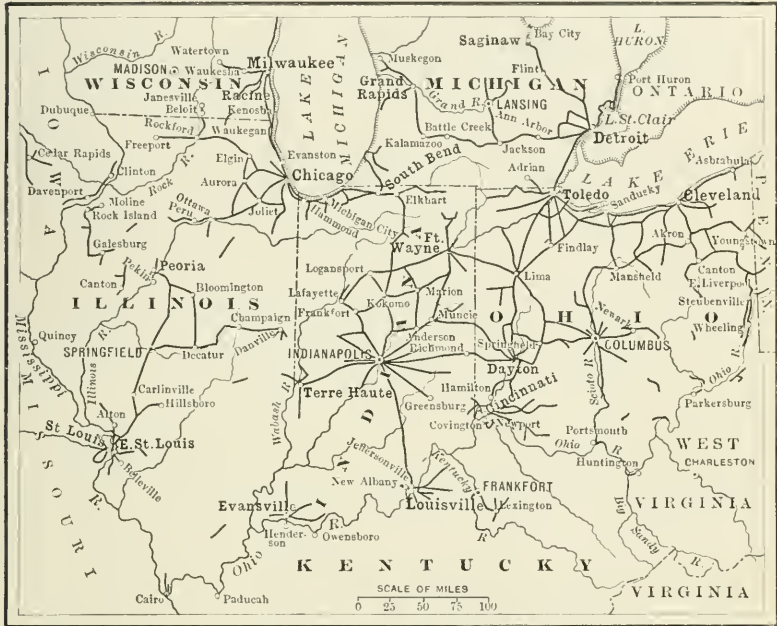 Wisconsin R.
Watertown
MADISON
Waukesha
Milwaukee
WISCONSIN
Racine
Janesville
Beloit
Kenosha
Dubuque
Rockford
Waukegan
Freeport
IOWA
Cedar Rapids
Clinton
Rock R.
Elgin
Evanston
Chicago
Aurora
Davenport
Moline
Rock Island
Ottawa
Peru
Joliet
Hammond
Michigan City
LAKE MICHIGAN
Muskegon
Grand Rapids
Saginaw
Bay City
L. HURON
Flint
MICHIGAN
Port Huron
ONTARIO
Grand R.
LANSING
Ann Arbor
L. St. Clair
Detroit
Battle Creek
Kalamazoo
Jackson
Adrian
South Bend
Elkhart
LAKE ERIE
Ashtabula
Toledo
Sandusky
Cleveland
PENN
Galesburg
Canton
Pekin
Peoria
Bloomington
ILLINOIS
Champaign
Danville
Quincy
SPRINGFIELD
Decatur
Mississippi R.
Illinois R.
Carlinville
Hillsboro
Alton
St Louis
E. St. Louis
Belleville
MISSOURI
Cairo
Paducah
Ft. Wayne
Logansport
Lafayette
Frankfort
Kokomo
Marion
Muncie
Anderson
Richmond
INDIANAPOLIS
INDIANA
Terre Haute
Wabash R
Greensburg
Jeffersonville
New Albany
Louisville
Evansville
Henderson
Owensboro
Ohio R.
Findlay
Lima
Akron
Youngstown
Mansfield
Canton
E. Liverpo
Steubenville
OHIO
Newark
Wheeling
COLUMBUS
Springfield
Dayton
Hamilton
Cincinnati
Covington
Newport
Scioto R
Ohio R.
Parkersburg
Portsmouth
Ohio R
Huntington
WEST VIRGINIA
CHARLESTON
Kentucky R
FRANKFORT
Lexington
Big Sandy R
KENTUCKY
VIRGINIA
SCALE OF MILES
0 25 50 75 100